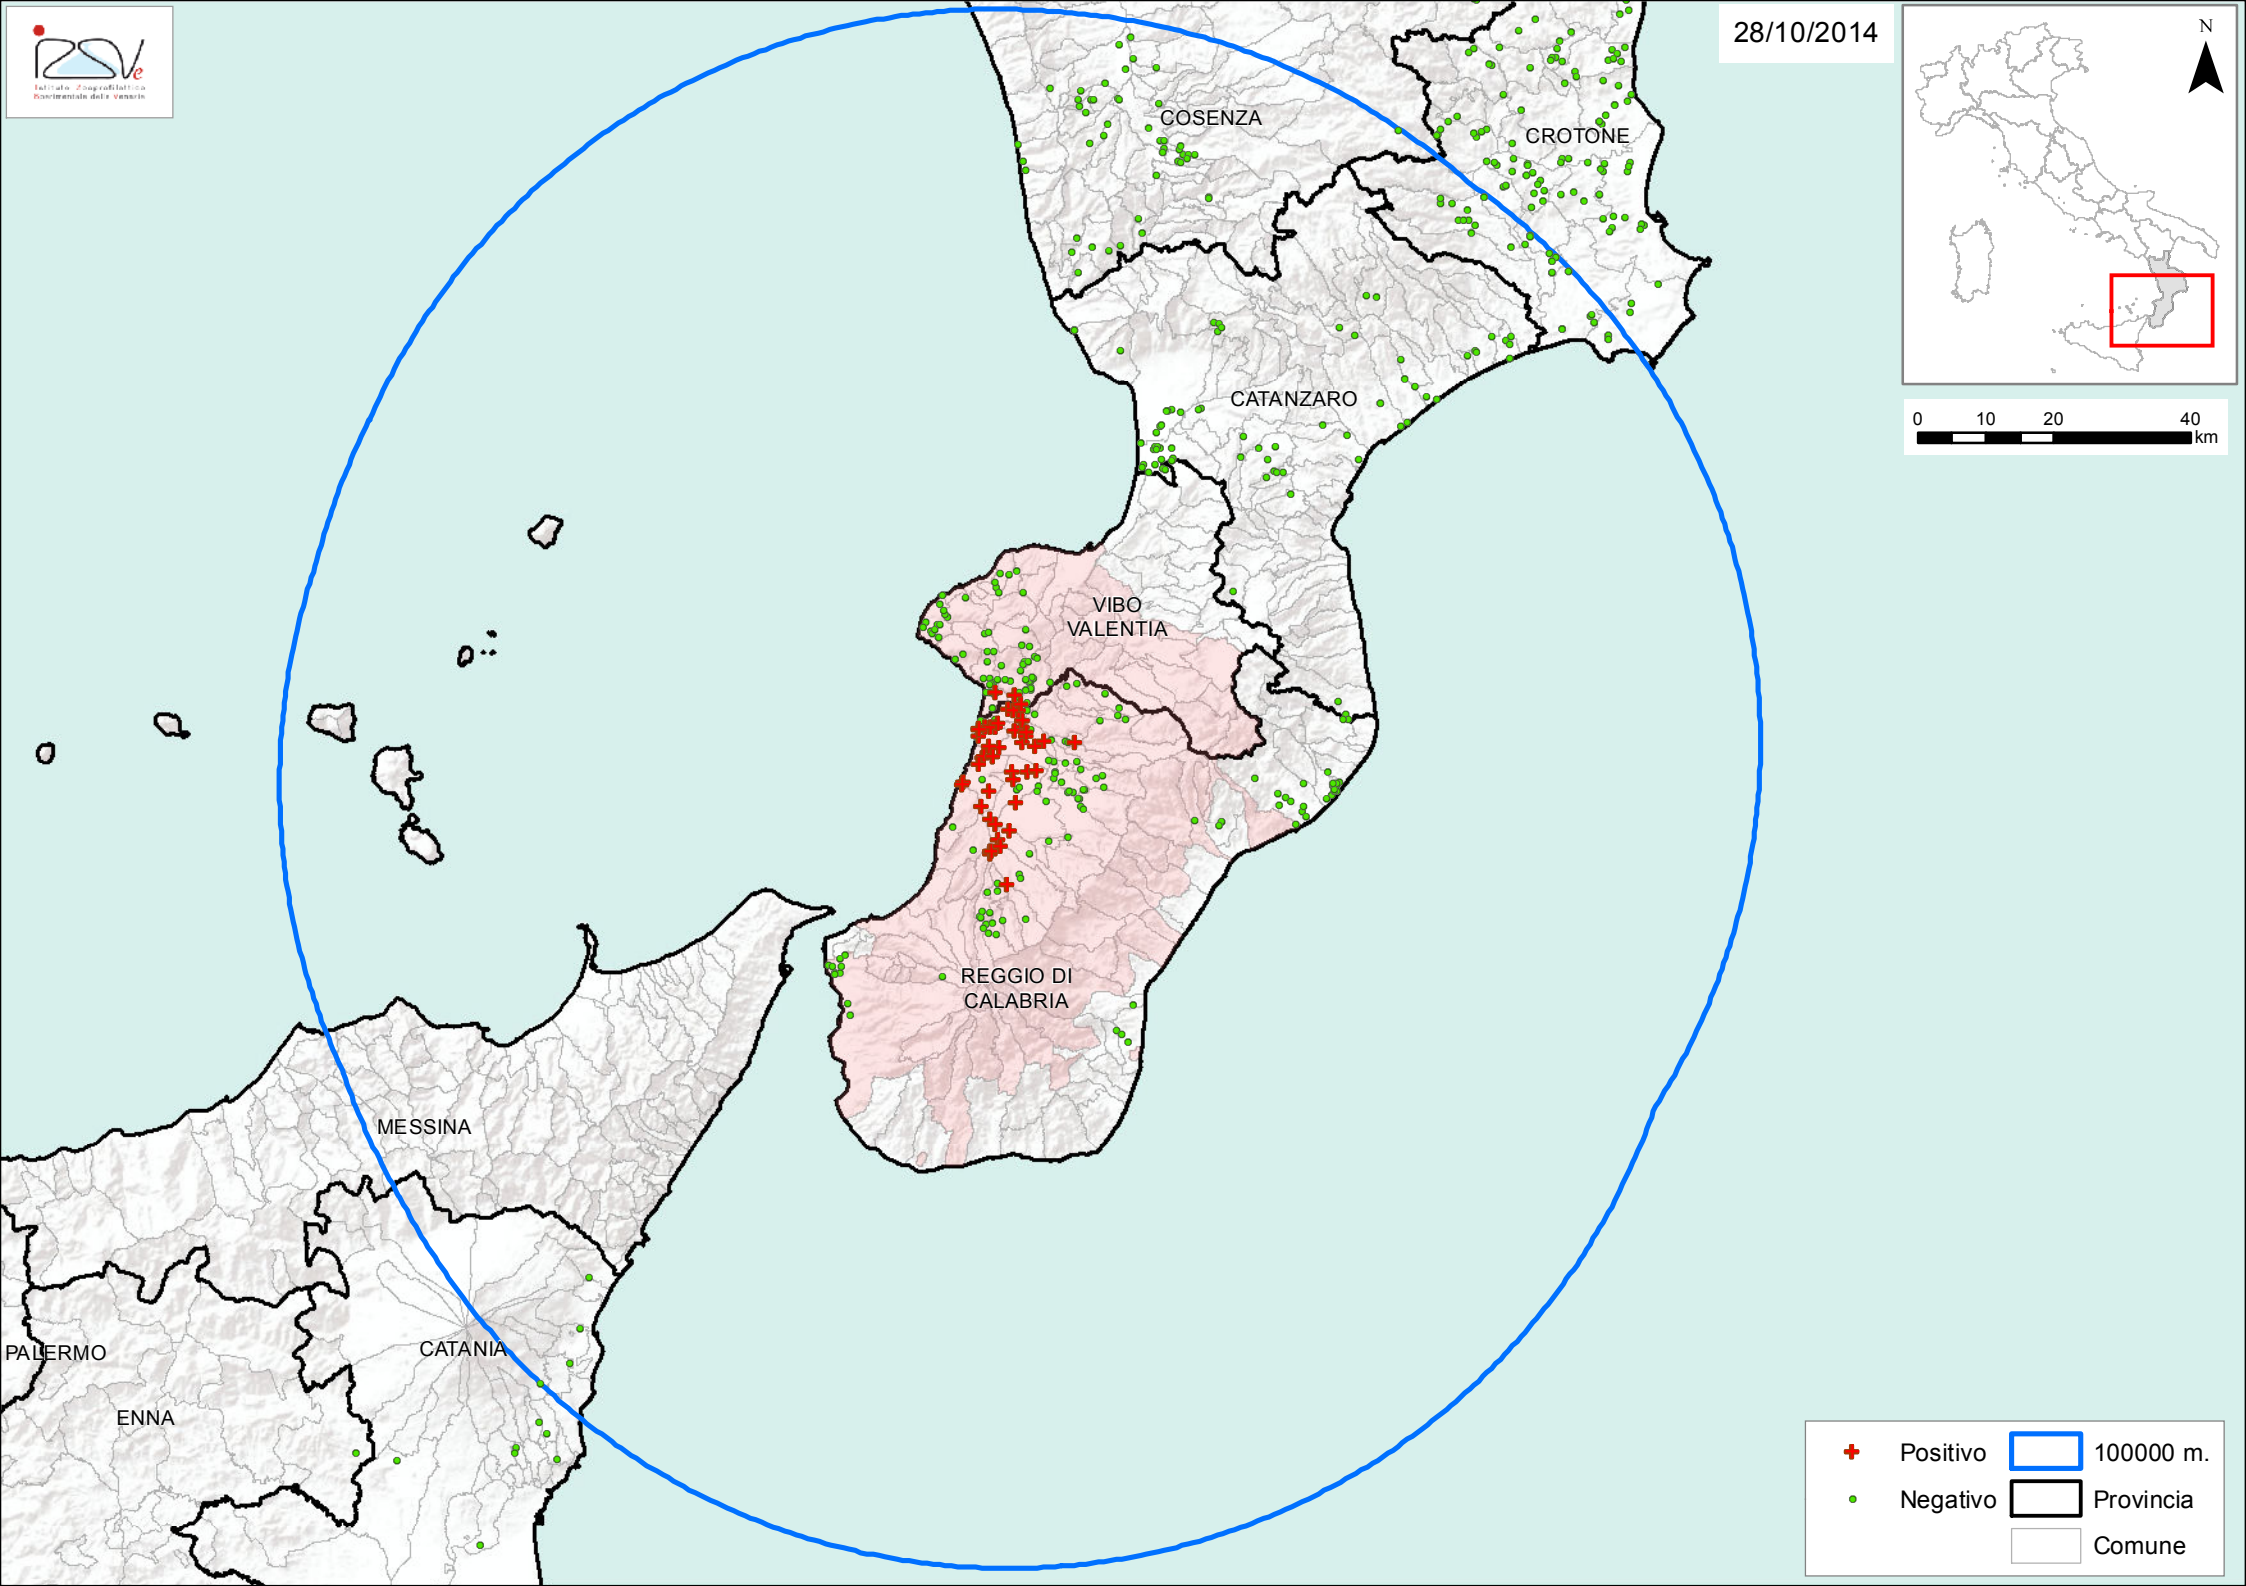 IZSVe
Istituto Zooprofilattico
Sperimentale delle Venezie
28/10/2014
N
0 10 20 40
km
COSENZA
CROTONE
CATANZARO
VIBO
VALENTIA
REGGIO DI
CALABRIA
MESSINA
CATANIA
PALERMO
ENNA
Positivo
100000 m.
Negativo
Provincia
Comune